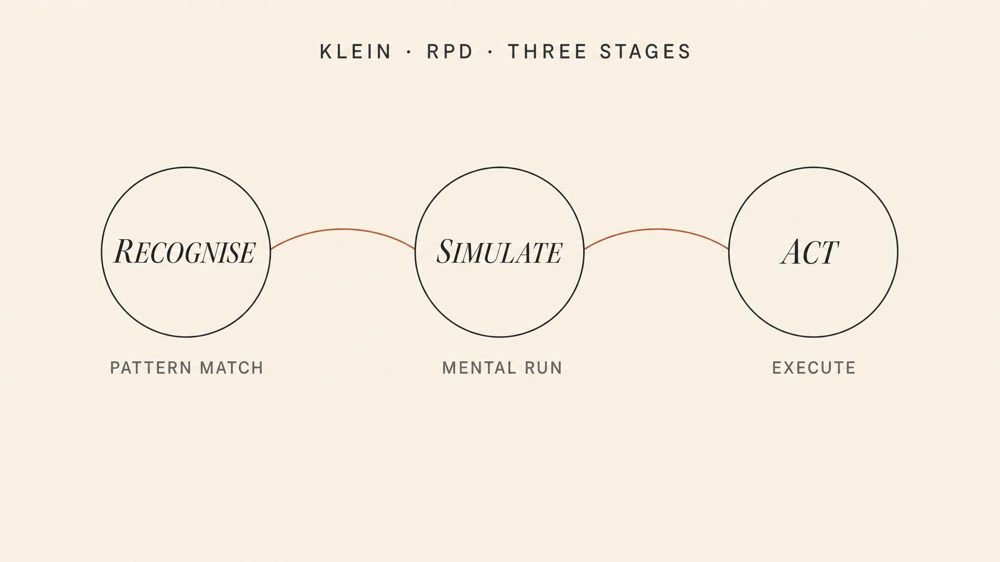 KLEIN · RPD · THREE STAGES
RECOGNISE
SIMULATE
ACT
PATTERN MATCH
MENTAL RUN
EXECUTE